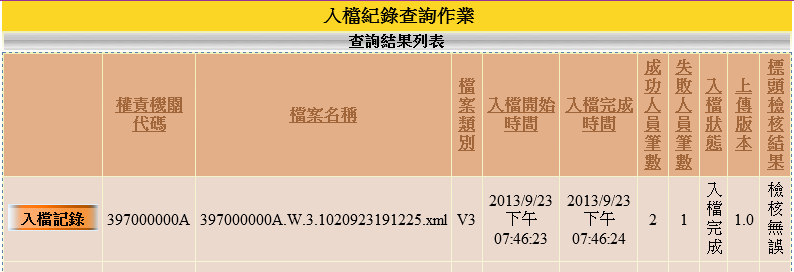 入檔紀錄查詢作業
查詢結果列表
權責機關
代碼
檔案名稱
檔案類別
入檔開始
時間
入檔完成
時間
成功人員筆數
失敗人員筆數
入檔狀態
上傳版本
標頭檢核結果
入檔記錄
397000000A
397000000A.W.3.1020923191225.xml
V3
2013/9/23
下午
07:46:23
2013/9/23
下午
07:46:24
2
1
入檔完成
1.0
檢核無誤